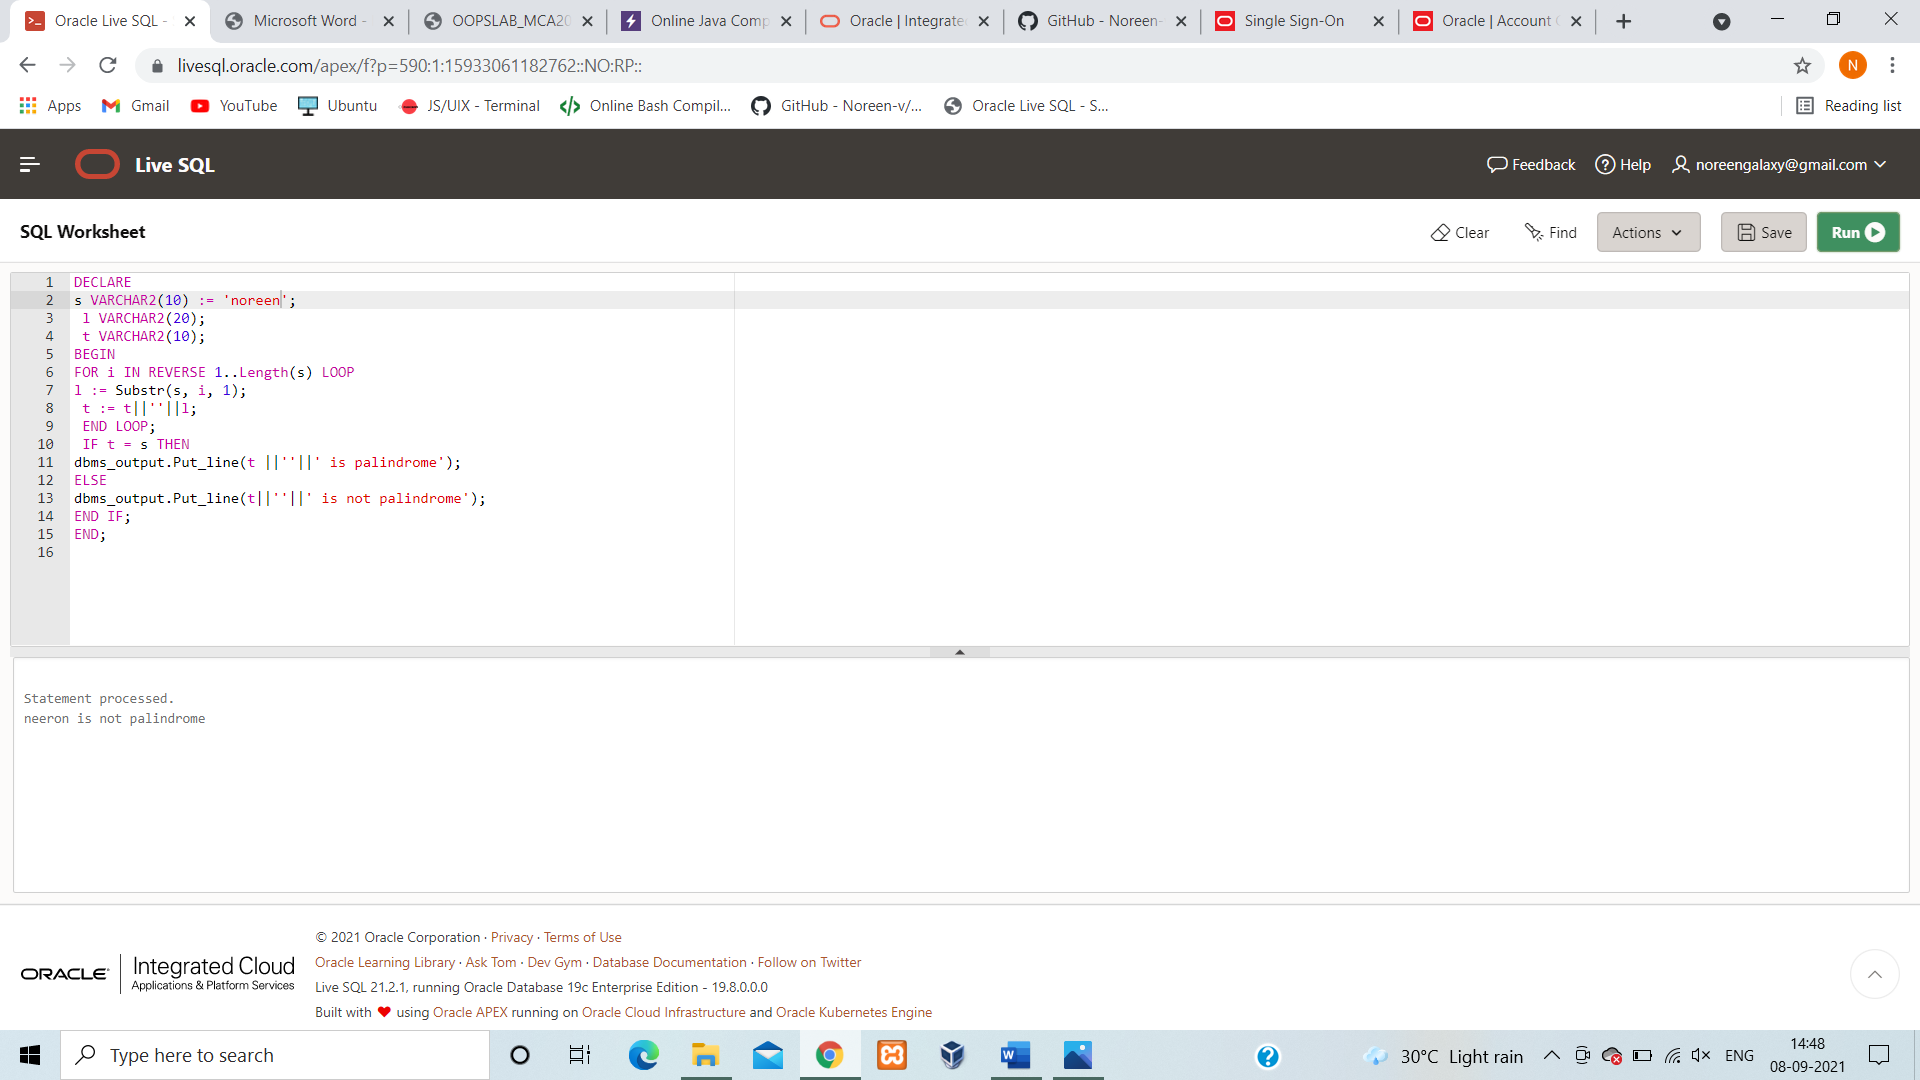 Oracle Live SQL -
Microsoft Word -
OOPSLAB_MCA20
Online Java Comp
Oracle | Integrate
GitHub - Noreen-
Single Sign-On
Oracle | Account
livesql.oracle.com/apex/f?p=590:1:15933061182762::NO:RP::
N
Apps
Gmail
YouTube
Ubuntu
JS/UIX - Terminal
Online Bash Compil...
GitHub - Noreen-v/...
Oracle Live SQL - S...
Reading list
Live SQL
Feedback
Help
noreengalaxy@gmail.com
SQL Worksheet
Clear
Find
Actions
Save
Run
1 DECLARE
2 s VARCHAR2(10) := 'noreen';
3 l VARCHAR2(20);
4 t VARCHAR2(10);
5 BEGIN
6 FOR i IN REVERSE 1..Length(s) LOOP
7 l := Substr(s, i, 1);
8 t := t||''||l;
9 END LOOP;
10 IF t = s THEN
11 dbms_output.Put_line(t ||''||' is palindrome');
12 ELSE
13 dbms_output.Put_line(t||''||' is not palindrome');
14 END IF;
15 END;
16
Statement processed.
neeron is not palindrome
ORACLE
Integrated Cloud
Applications & Platform Services
© 2021 Oracle Corporation · Privacy · Terms of Use
Oracle Learning Library · Ask Tom · Dev Gym · Database Documentation · Follow on Twitter
Live SQL 21.2.1, running Oracle Database 19c Enterprise Edition - 19.8.0.0.0
Built with ❤ using Oracle APEX running on Oracle Cloud Infrastructure and Oracle Kubernetes Engine
Type here to search
30°C Light rain
ENG
14:48
08-09-2021